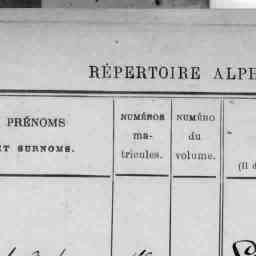 RÉPERTOIRE ALPH
PRÉNOMS
ET SURNOMS.
NUMÉROS
ma-
tricules.
NUMÉRO
du
volume.
(Il d